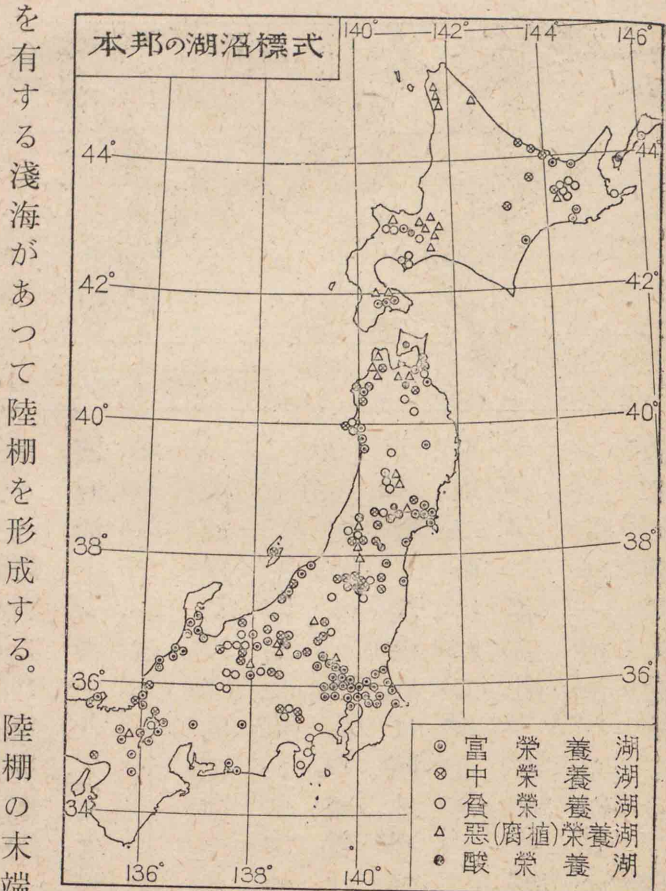 を有する淺海があつて陸棚を形成する。 陸棚の末端
本邦の湖沼標式
140° 142° 144° 146°
44° 44°
42° 42°
40° 40°
38° 38°
36° 36°
34
136° 138° 140°
富栄養湖
中栄養湖
貧栄養湖
惡(腐植)栄養湖
酸栄養湖